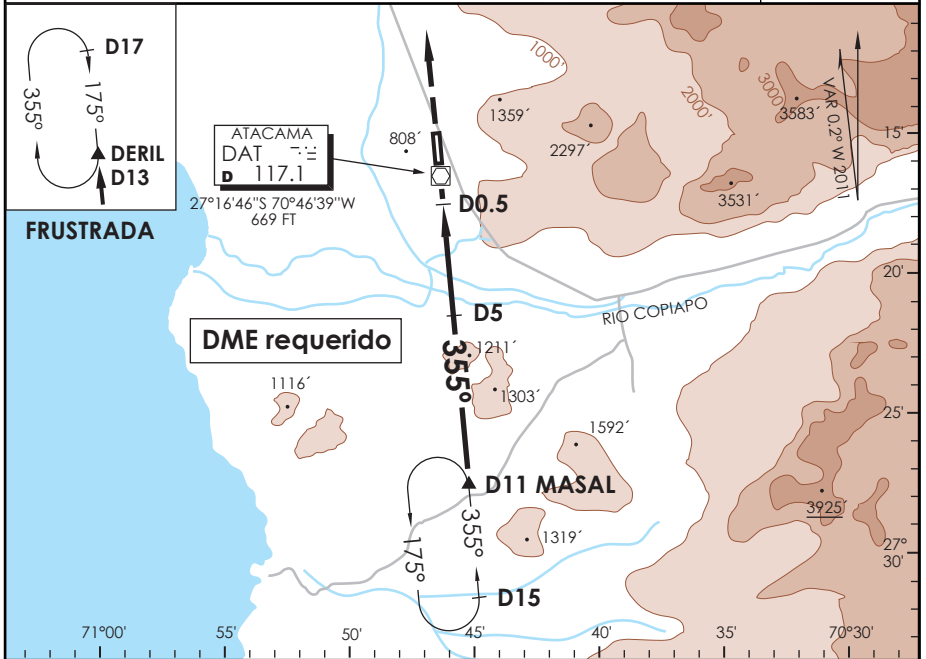 D17
355°
175°
DERIL
D13
FRUSTRADA
ATACAMA
DAT
D 117.1
27°16'46"S 70°46'39"W
669 FT
808´
1000'
1359´
2297´
2000'
3000'
3583´
3531´
VAR 0.2° W 2011
15'
D0.5
20'
D5
RIO COPIAPO
DME requerido
355°
1211´
1303´
1116´
25'
1592´
D11 MASAL
3925´
355°
175°
1319´
27°
30'
D15
71°00'
55'
50'
45'
40'
35'
70°30'